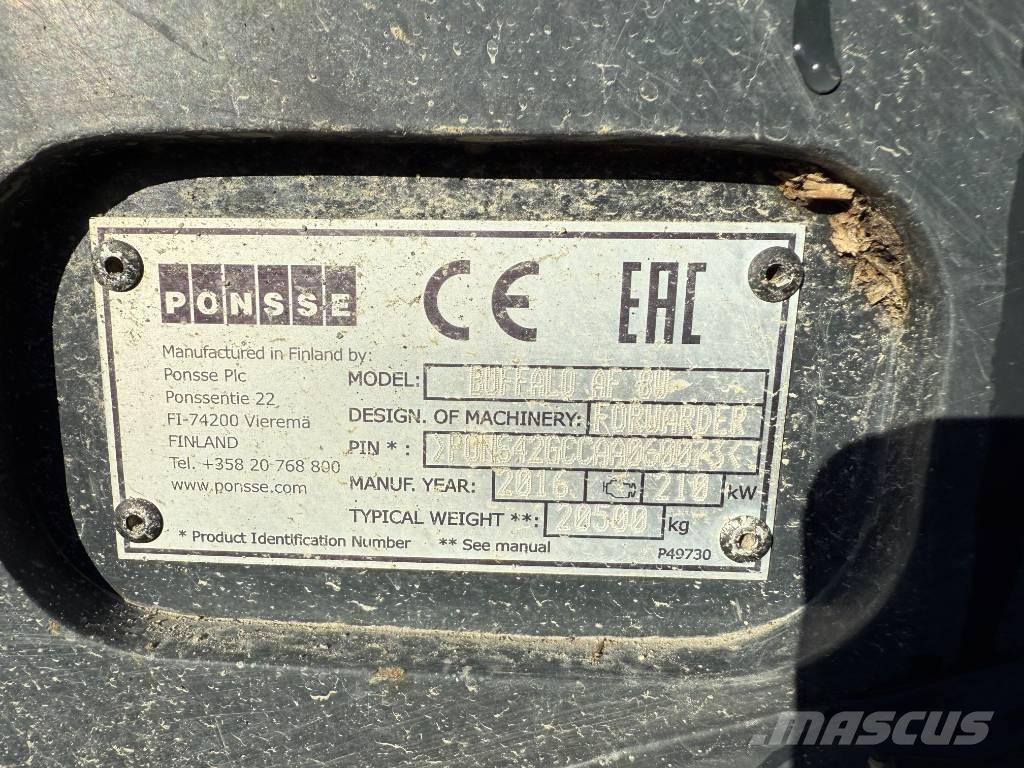 PONSSE CE EAC
Manufactured in Finland by:
Ponsse Plc
Ponssentie 22
FI-74200 Vieremä
FINLAND
Tel. +358 20 768 800
www.ponsse.com
MODEL: BUFFALO AF 8W
DESIGN. OF MACHINERY: FORWARDER
PIN * :
MANUF. YEAR: 2016 210 kW
TYPICAL WEIGHT **: 20500 kg
* Product Identification Number ** See manual
P49730
MASCUS